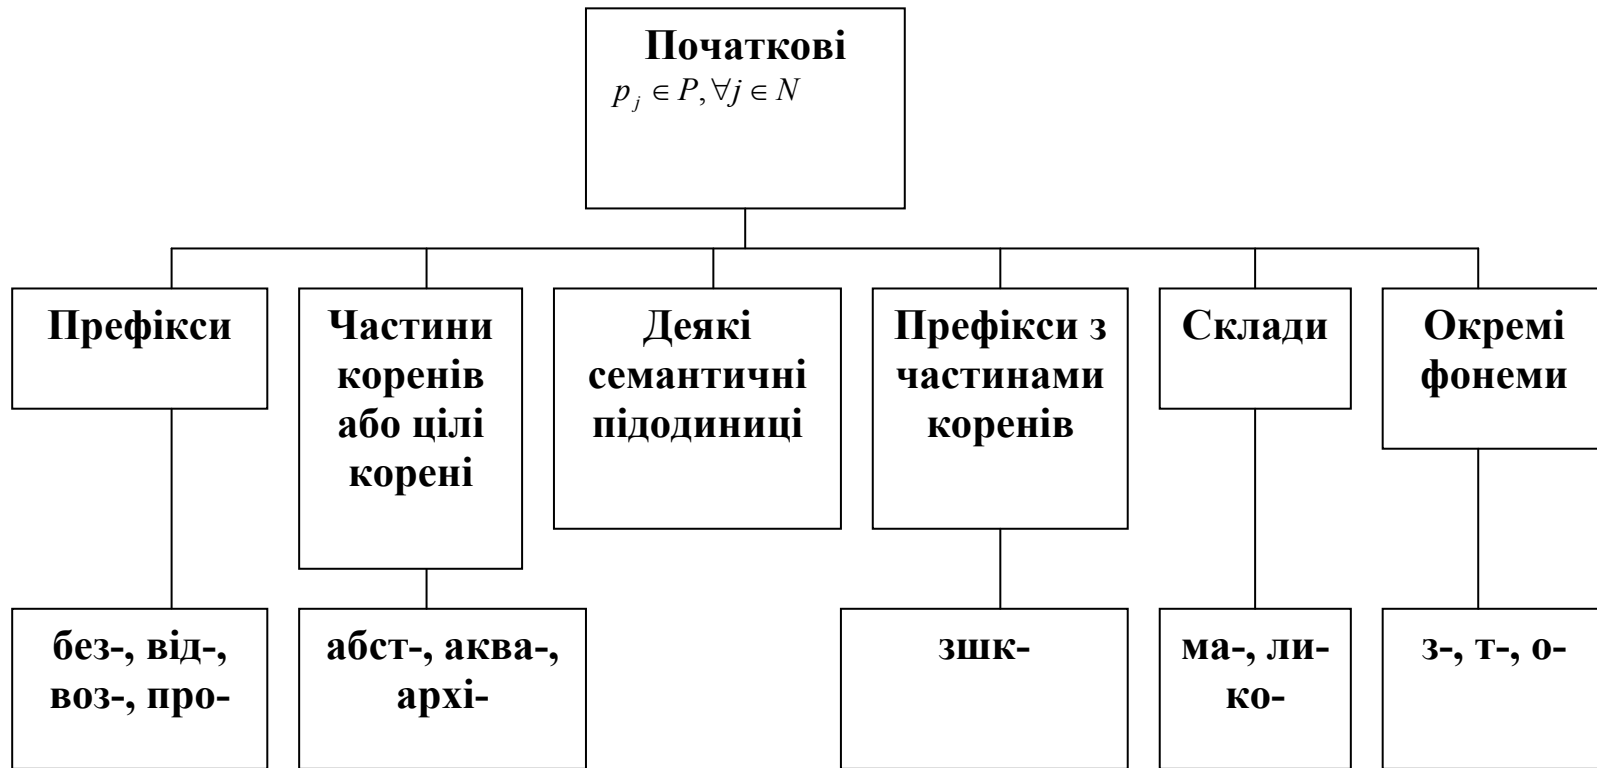 Початкові
p_j ∈ P, ∀j ∈ N
Префікси
Частини
коренів
або цілі
корені
Деякі
семантичні
підодиниці
Префікси з
частинами
коренів
Склади
Окремі
фонеми
без-, від-,
воз-, про-
абст-, аква-,
архі-
зшк-
ма-, ли-
ко-
з-, т-, о-